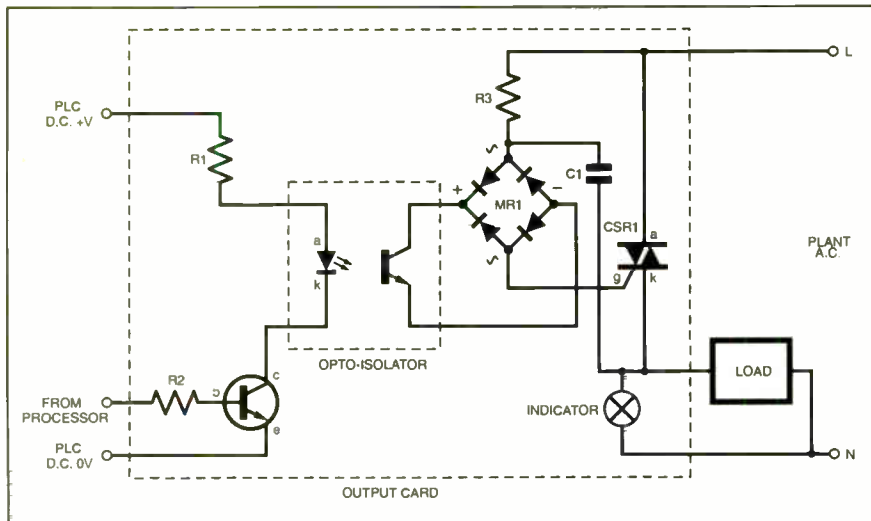 PLC
D.C. +V
R1
a
k
OPTO-ISOLATOR
R2
FROM
PROCESSOR
b
c
e
PLC
D.C. 0V
R3
+
MR1
−
C1
CSR1
a
g
k
L
PLANT
A.C.
INDICATOR
LOAD
N
OUTPUT CARD